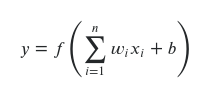 y = f ( ∑_{i=1}^{n} w_i x_i + b )